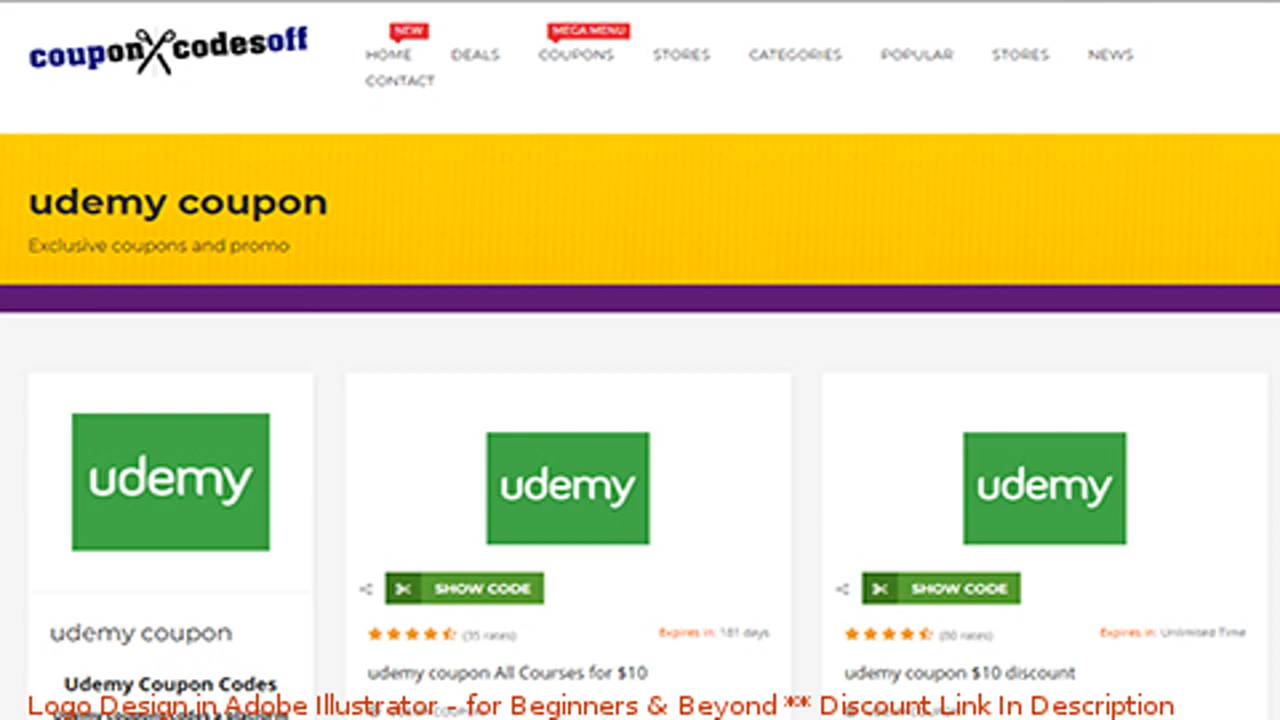 couponcodesoff
NEW
MEGA MENU
HOME DEALS COUPONS STORES CATEGORIES POPULAR STORES NEWS
CONTACT
udemy coupon
Exclusive coupons and promo
udemy
udemy
udemy
SHOW CODE
SHOW CODE
(35 rates)
Expires in: 181 days
(80 rates)
Expires in: Unlimited Time
udemy coupon
udemy coupon All Courses for $10
udemy coupon $10 discount
Udemy Coupon Codes
Logo Design in Adobe Illustrator - for Beginners & Beyond *** Discount Link In Description